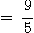 = 9/5